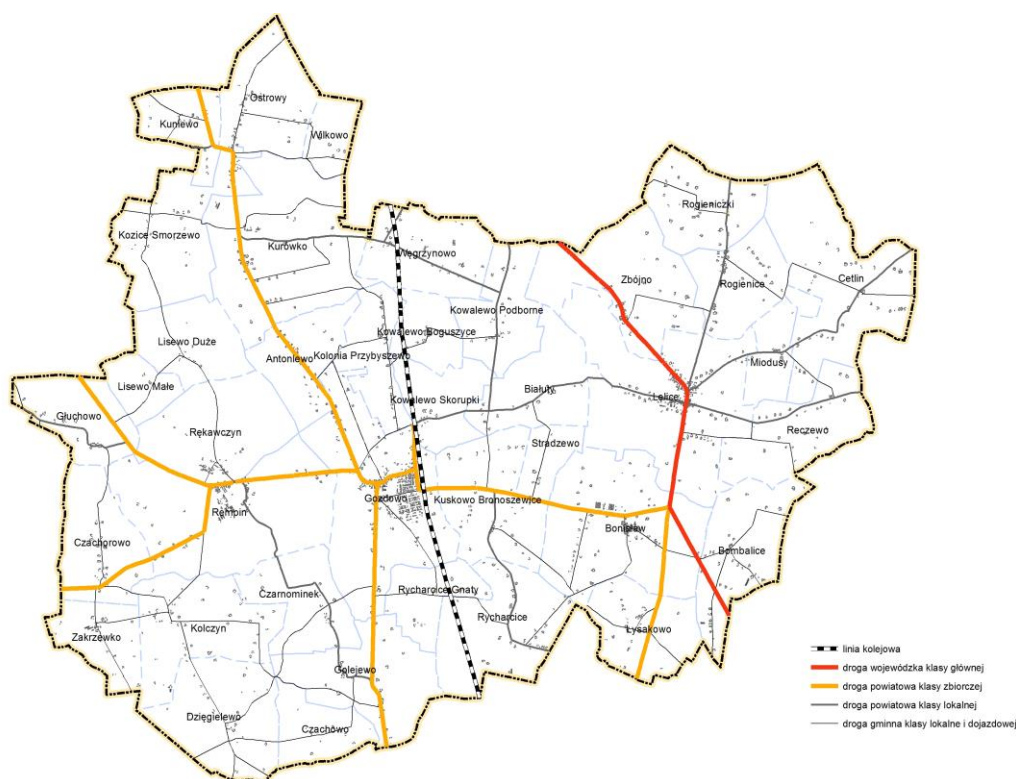 Ostrowy
Kuniewo
Wilkowo
Rogieniczki
Kozice Smorzewo
Kurówko
Węgrzynowo
Zbójno
Rogienice
Cetlin
Kowalewo Podborne
Kowalewo Boguszyce
Lisewo Duże
Antoniewo
Kolonia Przybyszewo
Miodusy
Lisewo Małe
Białuty
Lelice
Kowalewo Skorupki
Głuchowo
Rękawczyn
Stradzewo
Reczewo
Gozdowo
Kuskowo Bronoszewice
Rempin
Bonisław
Czachorowo
Bombalice
Czarnominek
Rycharcice Gnaty
Rycharcice
Zakrzewko
Kolczyn
Łysakowo
linia kolejowa
Golejewo
droga wojewódzka klasy głównej
droga powiatowa klasy zbiorczej
droga powiatowa klasy lokalnej
Dzięgielewo
droga gminna klasy lokalne i dojazdowej
Czachowo